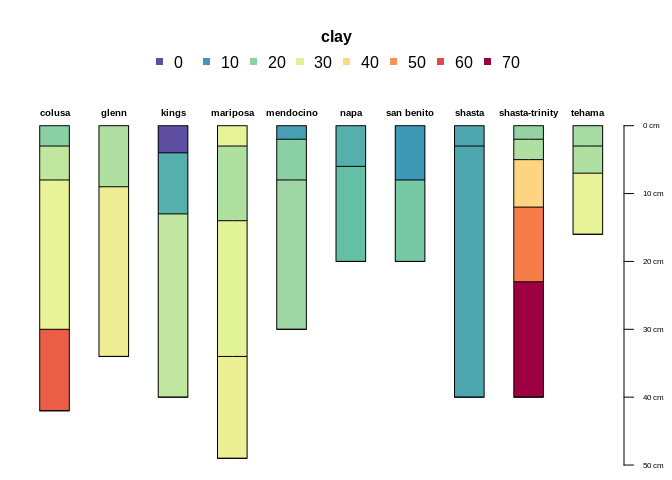 clay
0 10 20 30 40 50 60 70
colusa glenn kings mariposa mendocino napa san benito shasta shasta-trinity tehama
0 cm
10 cm
20 cm
30 cm
40 cm
50 cm